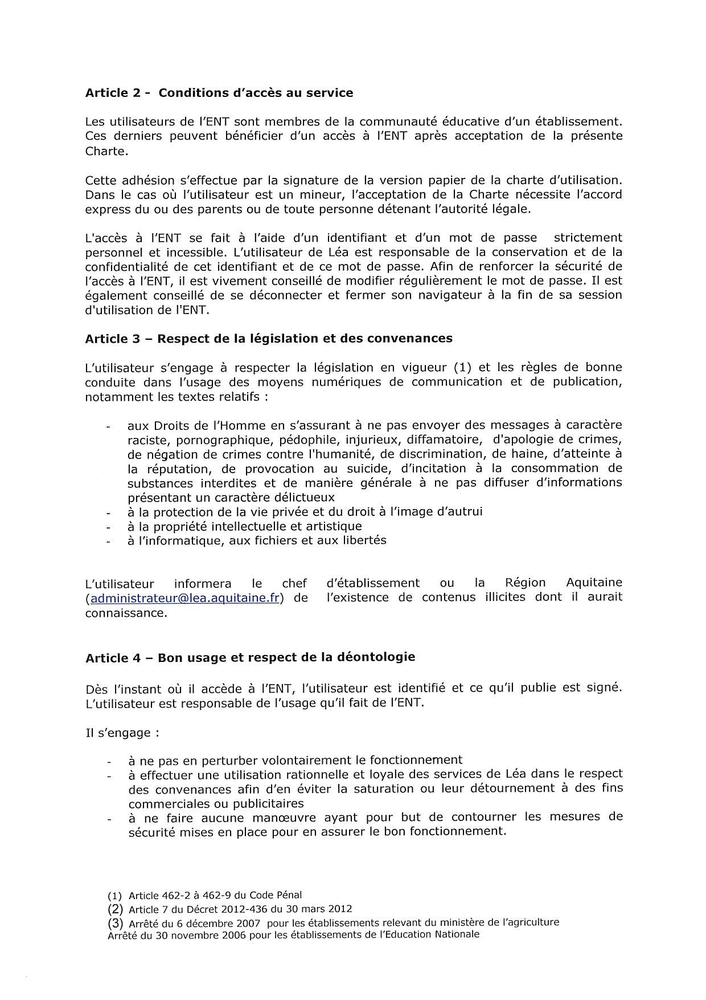 Article 2 -  Conditions d’accès au service
Les utilisateurs de l’ENT sont membres de la communauté éducative d’un établissement.
Ces derniers peuvent bénéficier d’un accès à l’ENT après acceptation de la présente
Charte.
Cette adhésion s’effectue par la signature de la version papier de la charte d’utilisation.
Dans le cas où l’utilisateur est un mineur, l’acceptation de la Charte nécessite l’accord
express du ou des parents ou de toute personne détenant l’autorité légale.
L'accès à l’ENT se fait à l’aide d’un identifiant et d’un mot de passe  strictement
personnel et incessible. L’utilisateur de Léa est responsable de la conservation et de la
confidentialité de cet identifiant et de ce mot de passe. Afin de renforcer la sécurité de
l’accès à l’ENT, il est vivement conseillé de modifier régulièrement le mot de passe. Il est
également conseillé de se déconnecter et fermer son navigateur à la fin de sa session
d'utilisation de l'ENT.
Article 3 – Respect de la législation et des convenances
L’utilisateur s’engage à respecter la législation en vigueur (1) et les règles de bonne
conduite dans l’usage des moyens numériques de communication et de publication,
notamment les textes relatifs :
- aux Droits de l’Homme en s’assurant à ne pas envoyer des messages à caractère
raciste, pornographique, pédophile, injurieux, diffamatoire,  d'apologie de crimes,
de négation de crimes contre l'humanité, de discrimination, de haine, d’atteinte à
la réputation, de provocation au suicide, d’incitation à la consommation de
substances interdites et de manière générale à ne pas diffuser d’informations
présentant un caractère délictueux
- à la protection de la vie privée et du droit à l’image d’autrui
- à la propriété intellectuelle et artistique
- à l’informatique, aux fichiers et aux libertés
L’utilisateur informera le chef d’établissement ou la Région Aquitaine
(administrateur@lea.aquitaine.fr) de l’existence de contenus illicites dont il aurait
connaissance.
Article 4 – Bon usage et respect de la déontologie
Dès l’instant où il accède à l’ENT, l’utilisateur est identifié et ce qu’il publie est signé.
L’utilisateur est responsable de l’usage qu’il fait de l’ENT.
Il s’engage :
- à ne pas en perturber volontairement le fonctionnement
- à effectuer une utilisation rationnelle et loyale des services de Léa dans le respect
des convenances afin d’en éviter la saturation ou leur détournement à des fins
commerciales ou publicitaires
- à ne faire aucune manœuvre ayant pour but de contourner les mesures de
sécurité mises en place pour en assurer le bon fonctionnement.
(1) Article 462-2 à 462-9 du Code Pénal
(2) Article 7 du Décret 2012-436 du 30 mars 2012
(3) Arrêté du 6 décembre 2007  pour les établissements relevant du ministère de l’agriculture
Arrêté du 30 novembre 2006 pour les établissements de l’Education Nationale